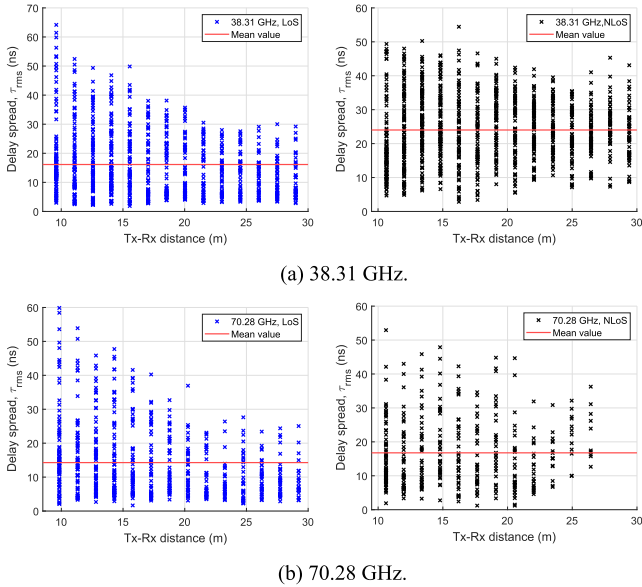 70
38.31 GHz, LoS
Mean value
60
50
40
30
20
10
0
Delay spread, τrms (ns)
10 15 20 25 30
Tx-Rx distance (m)
60
38.31 GHz,NLoS
Mean value
50
40
30
20
10
0
Delay spread, τrms (ns)
10 15 20 25 30
Tx-Rx distance (m)
(a) 38.31 GHz.
60
70.28 GHz, LoS
Mean value
50
40
30
20
10
0
Delay spread, τrms (ns)
10 15 20 25 30
Tx-Rx distance (m)
60
70.28 GHz, NLoS
Mean value
50
40
30
20
10
0
Delay spread, τrms (ns)
10 15 20 25 30
Tx-Rx distance (m)
(b) 70.28 GHz.